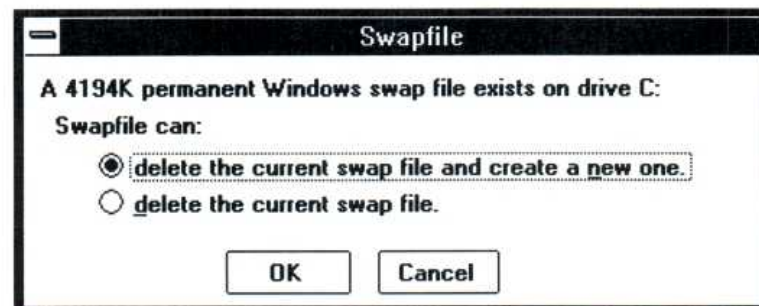 Swapfile
A 4194K permanent Windows swap file exists on drive C:
Swapfile can:
delete the current swap file and create a new one.
delete the current swap file.
OK Cancel